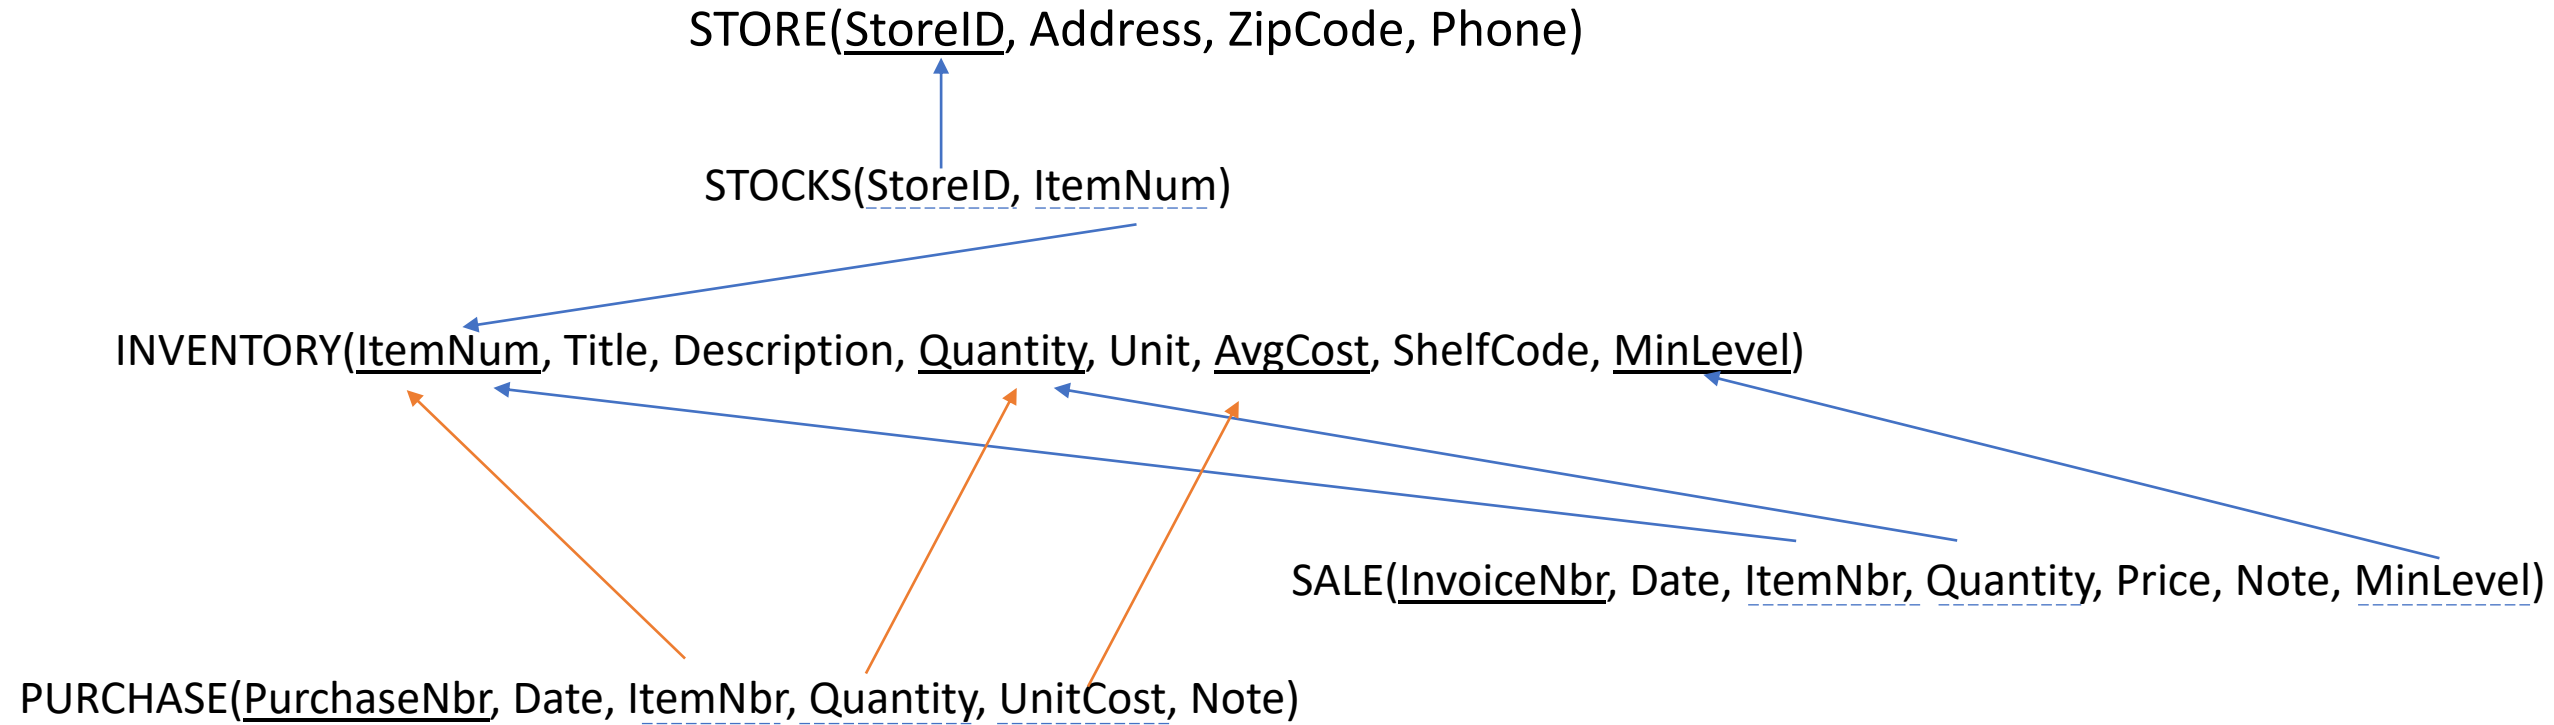 STORE(StoreID, Address, ZipCode, Phone)
STOCKS(StoreID, ItemNum)
INVENTORY(ItemNum, Title, Description, Quantity, Unit, AvgCost, ShelfCode, MinLevel)
SALE(InvoiceNbr, Date, ItemNbr, Quantity, Price, Note, MinLevel)
PURCHASE(PurchaseNbr, Date, ItemNbr, Quantity, UnitCost, Note)